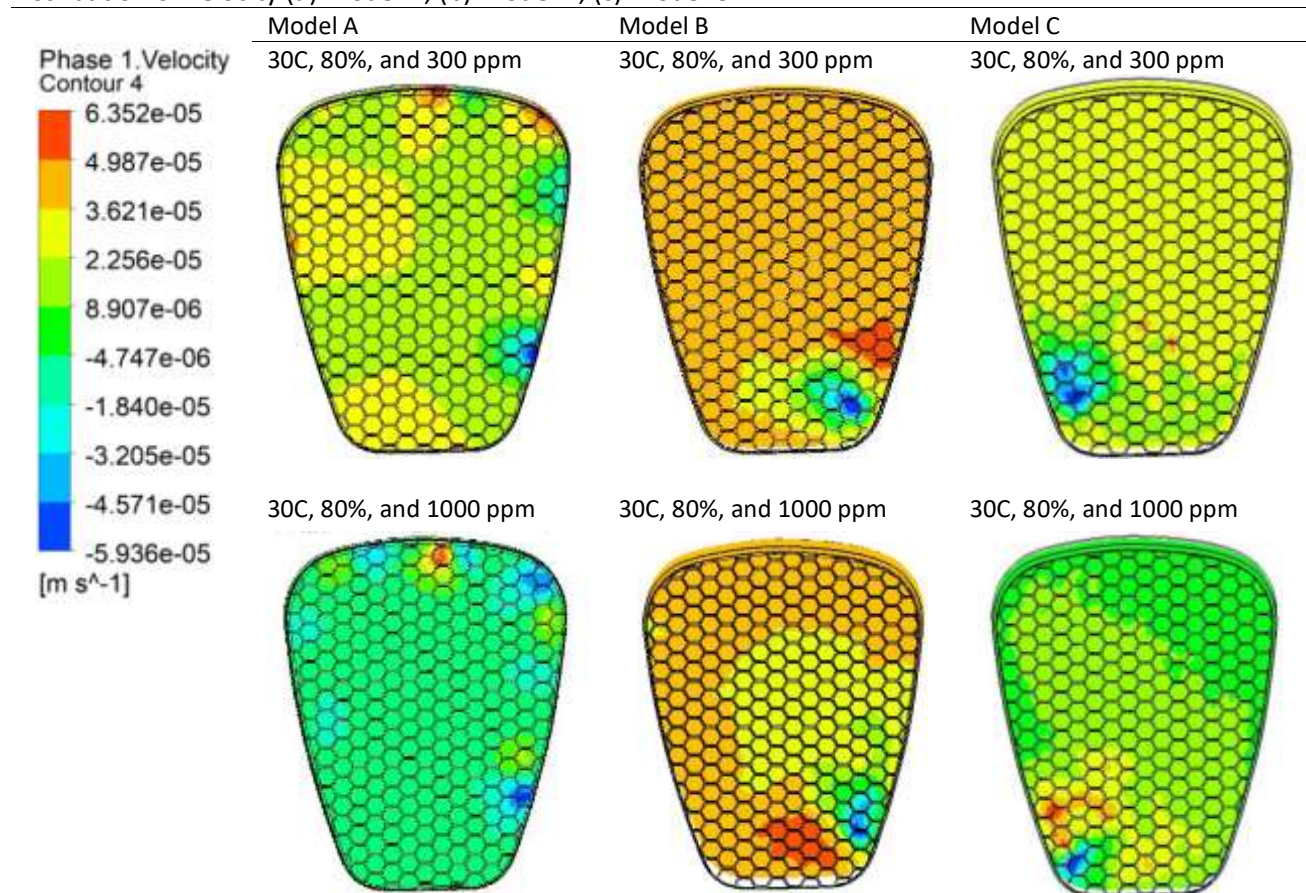 Model A Model B Model C
30C, 80%, and 300 ppm 30C, 80%, and 300 ppm 30C, 80%, and 300 ppm
Phase 1.Velocity
Contour 4
6.352e-05
4.987e-05
3.621e-05
2.256e-05
8.907e-06
-4.747e-06
-1.840e-05
-3.205e-05
-4.571e-05
-5.936e-05
[m s^-1]
30C, 80%, and 1000 ppm 30C, 80%, and 1000 ppm 30C, 80%, and 1000 ppm